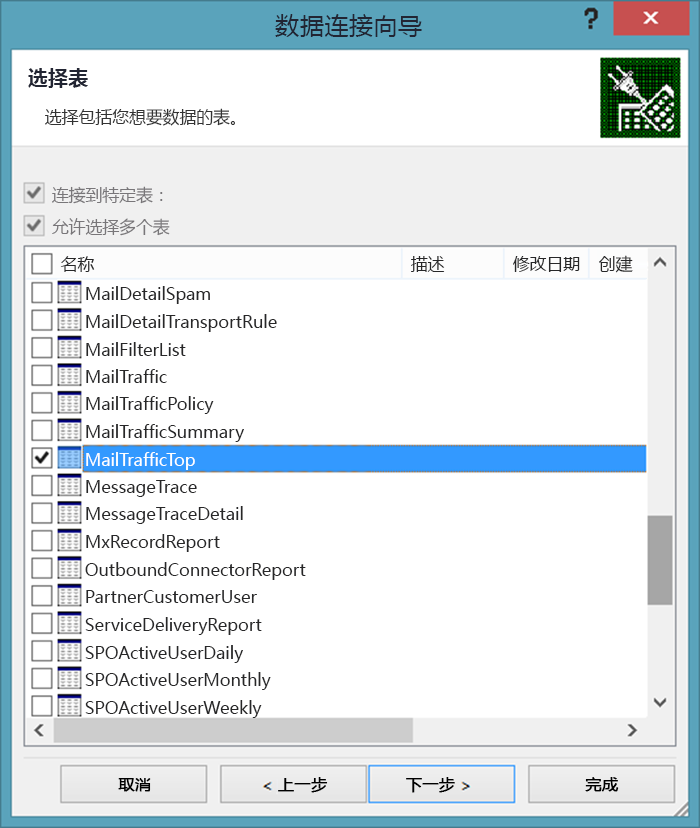 数据连接向导
?
选择表
选择包括您想要数据的表。
连接到特定表：
允许选择多个表
名称 描述 修改日期 创建
MailDetailSpam
MailDetailTransportRule
MailFilterList
MailTraffic
MailTrafficPolicy
MailTrafficSummary
MailTrafficTop
MessageTrace
MessageTraceDetail
MxRecordReport
OutboundConnectorReport
PartnerCustomerUser
ServiceDeliveryReport
SPOActiveUserDaily
SPOActiveUserMonthly
SPOActiveUserWeekly
取消 < 上一步 下一步 > 完成